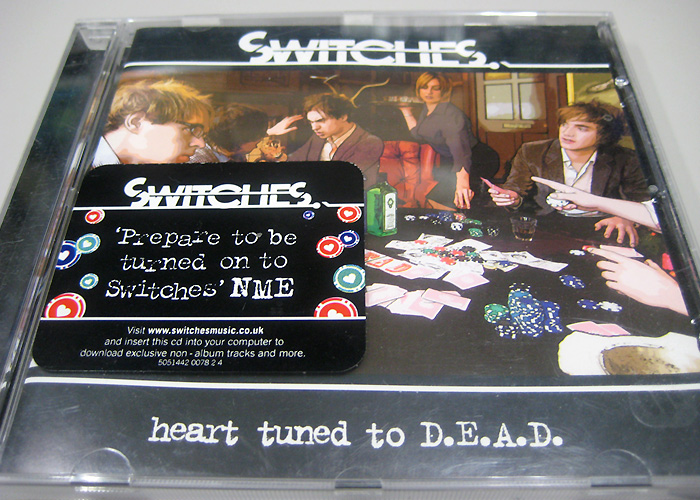 SWITCHES.
SWITCHES.
'Prepare to be
turned on to
Switches' NME
Visit www.switchesmusic.co.uk
and insert this cd into your computer to
download exclusive non - album tracks and more.
5051442 0078 2 4
heart tuned to D.E.A.D.